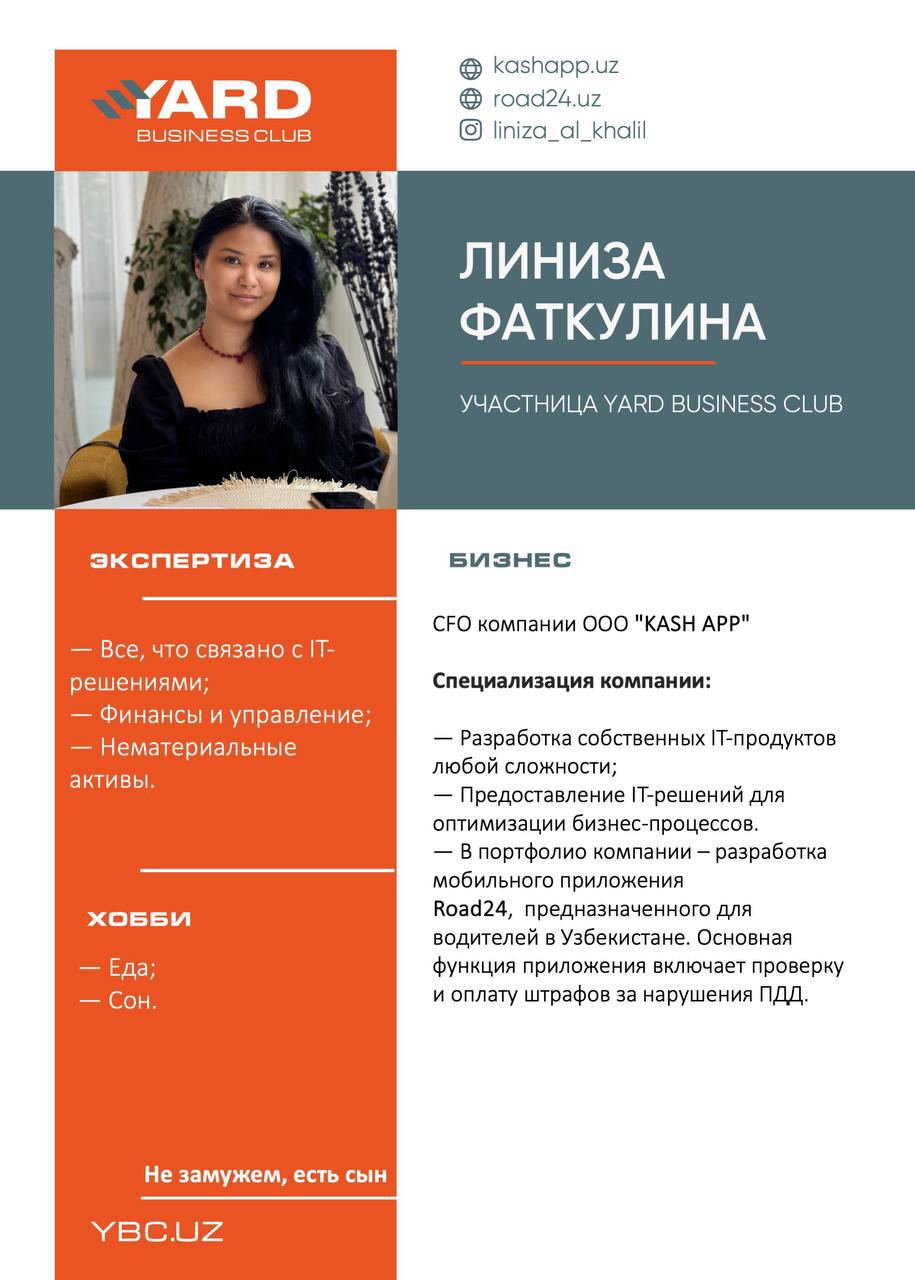 YARD
BUSINESS CLUB
kashapp.uz
road24.uz
liniza_al_khalil
ЛИНИЗА
ФАТКУЛИНА
УЧАСТНИЦА YARD BUSINESS CLUB
ЭКСПЕРТИЗА
— Все, что связано с IT-
решениями;
— Финансы и управление;
— Нематериальные
активы.
ХОББИ
— Еда;
— Сон.
Не замужем, есть сын
YBC.UZ
БИЗНЕС
CFO компании ООО "KASH APP"
Специализация компании:
— Разработка собственных IT-продуктов
любой сложности;
— Предоставление IT-решений для
оптимизации бизнес-процессов.
— В портфолио компании – разработка
мобильного приложения
Road24,  предназначенного для
водителей в Узбекистане. Основная
функция приложения включает проверку
и оплату штрафов за нарушения ПДД.